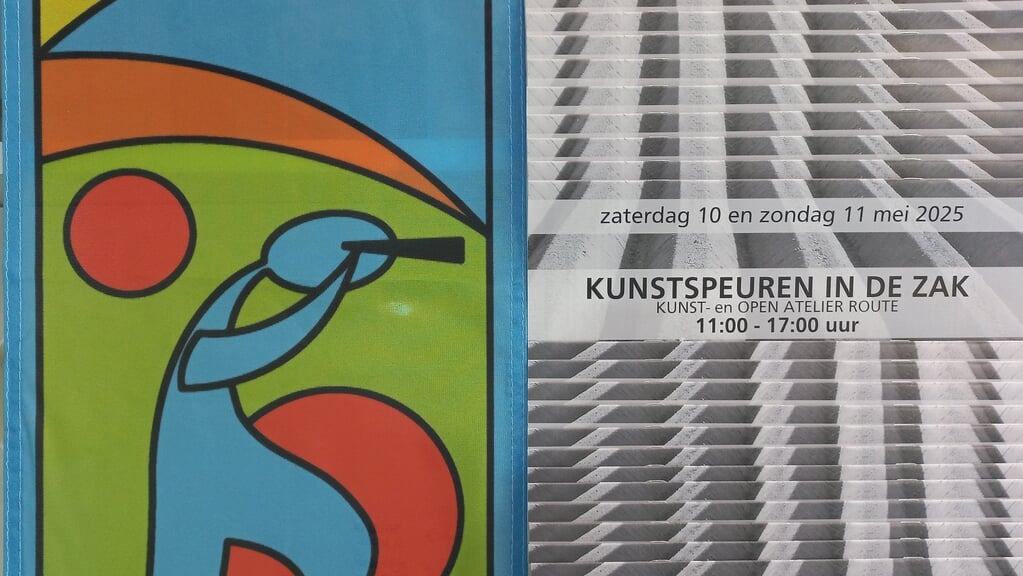 zaterdag 10 en zondag 11 mei 2025
KUNSTSPEUREN IN DE ZAK
KUNST- en OPEN ATELIER ROUTE
11:00 - 17:00 uur